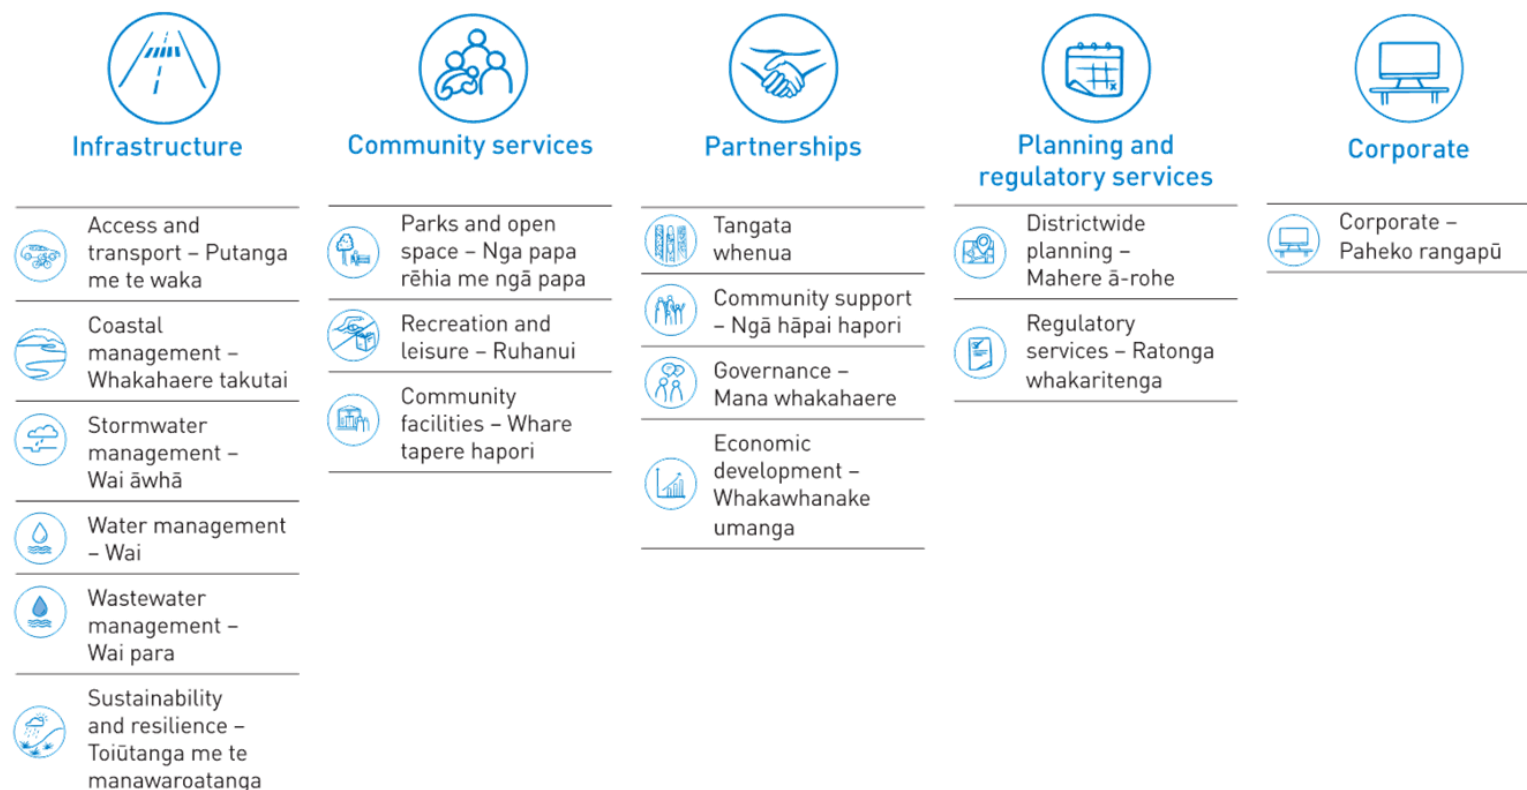 Infrastructure
Access and
transport – Putanga
me te waka
Coastal
management –
Whakahaere takutai
Stormwater
management –
Wai āwhā
Water management
– Wai
Wastewater
management –
Wai para
Sustainability
and resilience –
Toiūtanga me te
manawaroatanga
Community services
Parks and open
space – Nga papa
rēhia me ngā papa
Recreation and
leisure – Ruhanui
Community
facilities – Whare
tapere hapori
Partnerships
Tangata
whenua
Community support
– Ngā hāpai hapori
Governance –
Mana whakahaere
Economic
development –
Whakawhanake
umanga
Planning and
regulatory services
Districtwide
planning –
Mahere ā-rohe
Regulatory
services – Ratonga
whakaritenga
Corporate
Corporate –
Paheko rangapū